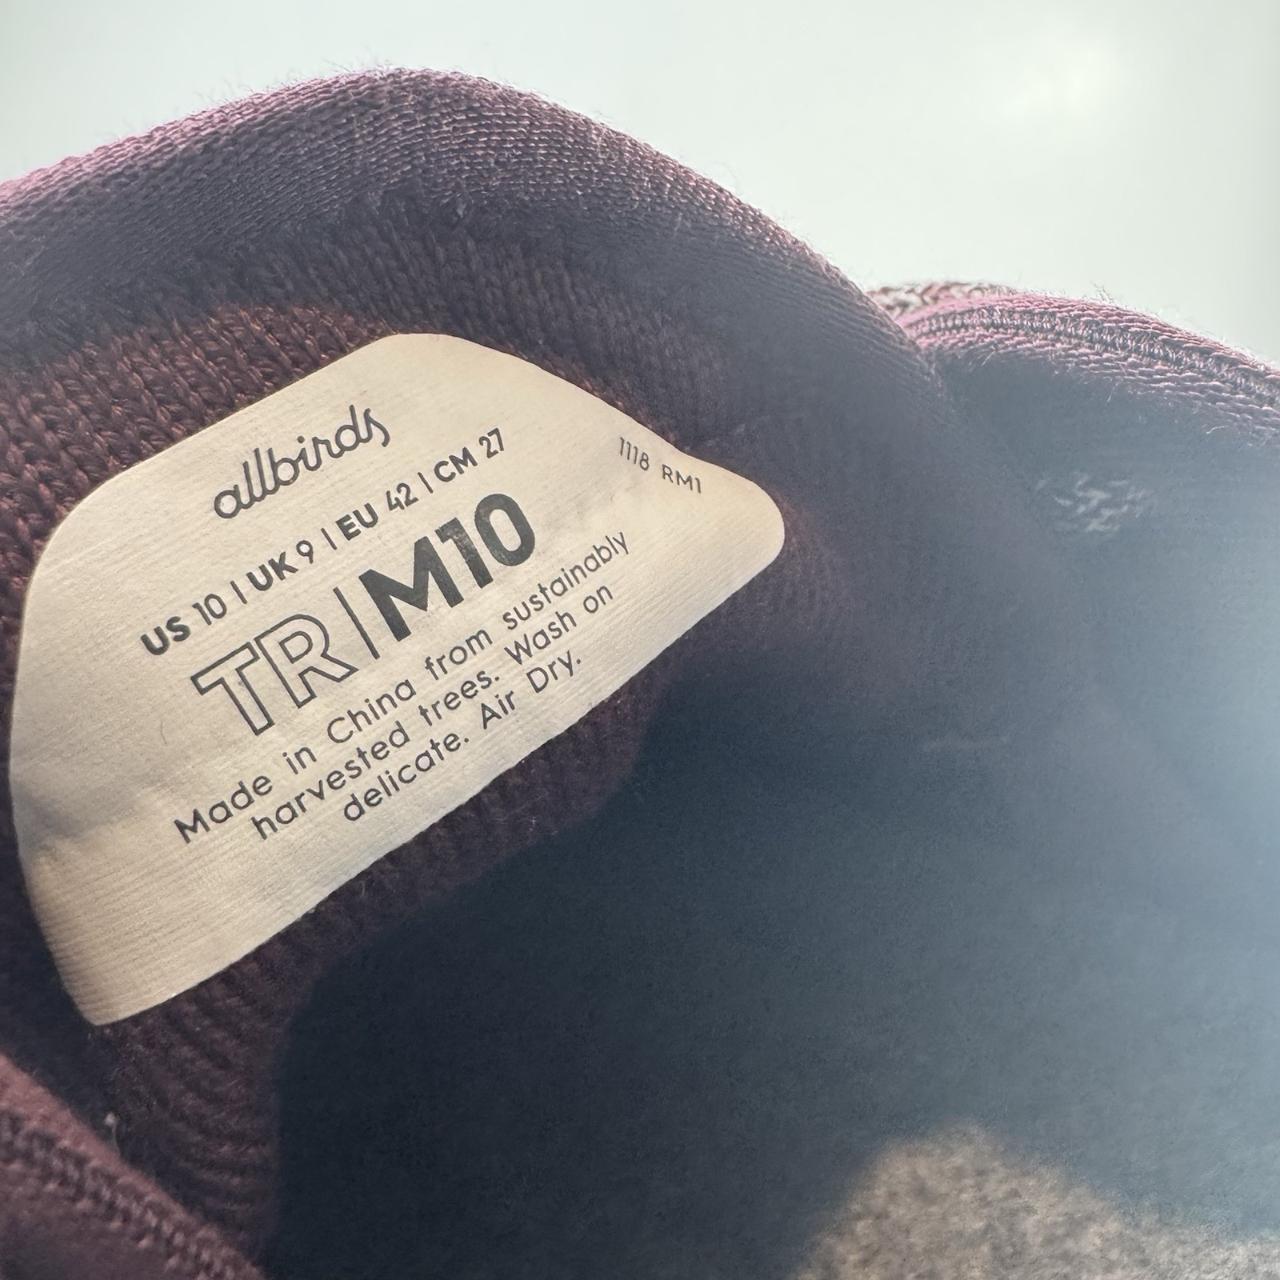 allbirds
US 10 | UK 9 | EU 42 | CM 27
1118 RM1
TR | M10
Made in China from sustainably
harvested trees. Wash on
delicate. Air Dry.